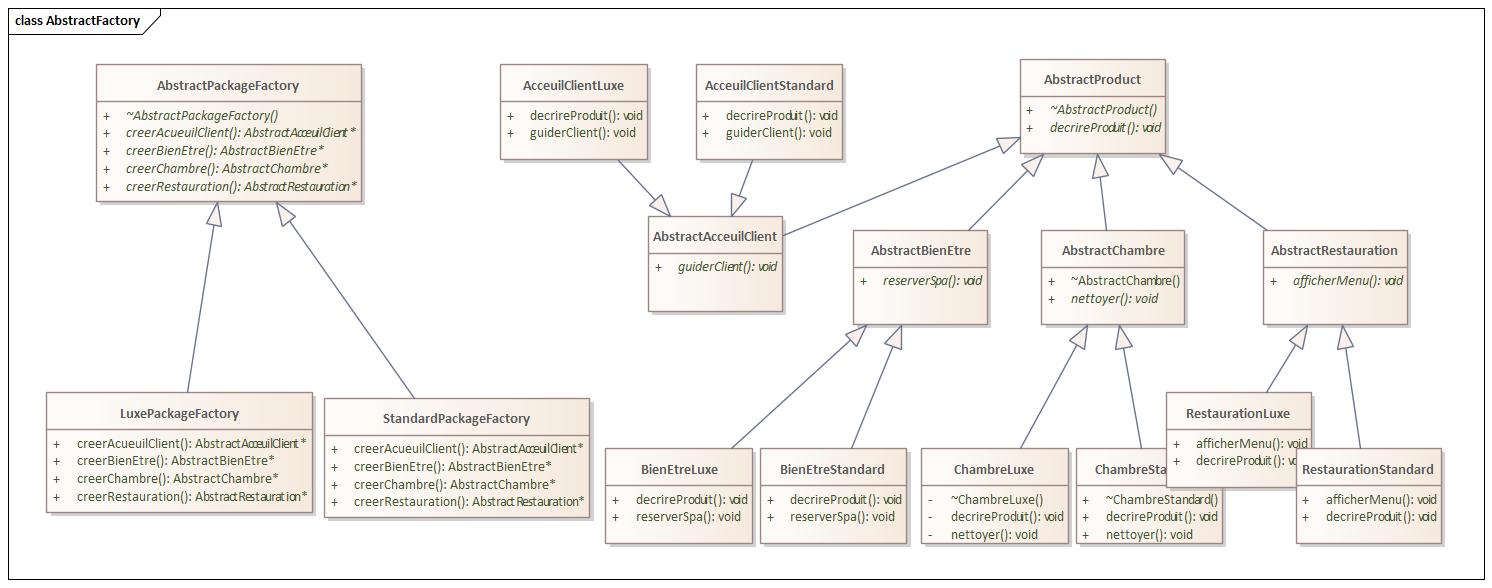 class AbstractFactory
AbstractPackageFactory
+ ~AbstractPackageFactory()
+ creerAcueuilClient(): AbstractAcceuilClient*
+ creerBienEtre(): AbstractBienEtre*
+ creerChambre(): AbstractChambre*
+ creerRestauration(): AbstractRestauration*
AcceuilClientLuxe
+ decrireProduit(): void
+ guiderClient(): void
AcceuilClientStandard
+ decrireProduit(): void
+ guiderClient(): void
AbstractProduct
+ ~AbstractProduct()
+ decrireProduit(): void
AbstractAcceuilClient
+ guiderClient(): void
AbstractBienEtre
+ reserverSpa(): void
AbstractChambre
+ ~AbstractChambre()
+ nettoyer(): void
AbstractRestauration
+ afficherMenu(): void
LuxePackageFactory
+ creerAcueuilClient(): AbstractAcceuilClient*
+ creerBienEtre(): AbstractBienEtre*
+ creerChambre(): AbstractChambre*
+ creerRestauration(): AbstractRestauration*
StandardPackageFactory
+ creerAcueuilClient(): AbstractAcceuilClient*
+ creerBienEtre(): AbstractBienEtre*
+ creerChambre(): AbstractChambre*
+ creerRestauration(): AbstractRestauration*
BienEtreLuxe
+ decrireProduit(): void
+ reserverSpa(): void
BienEtreStandard
+ decrireProduit(): void
+ reserverSpa(): void
ChambreLuxe
- ~ChambreLuxe()
- decrireProduit(): void
- nettoyer(): void
ChambreSta
+ ~ChambreStandard()
+ decrireProduit(): void
+ nettoyer(): void
RestaurationLuxe
+ afficherMenu(): void
+ decrireProduit(): vo
RestaurationStandard
+ afficherMenu(): void
+ decrireProduit(): void